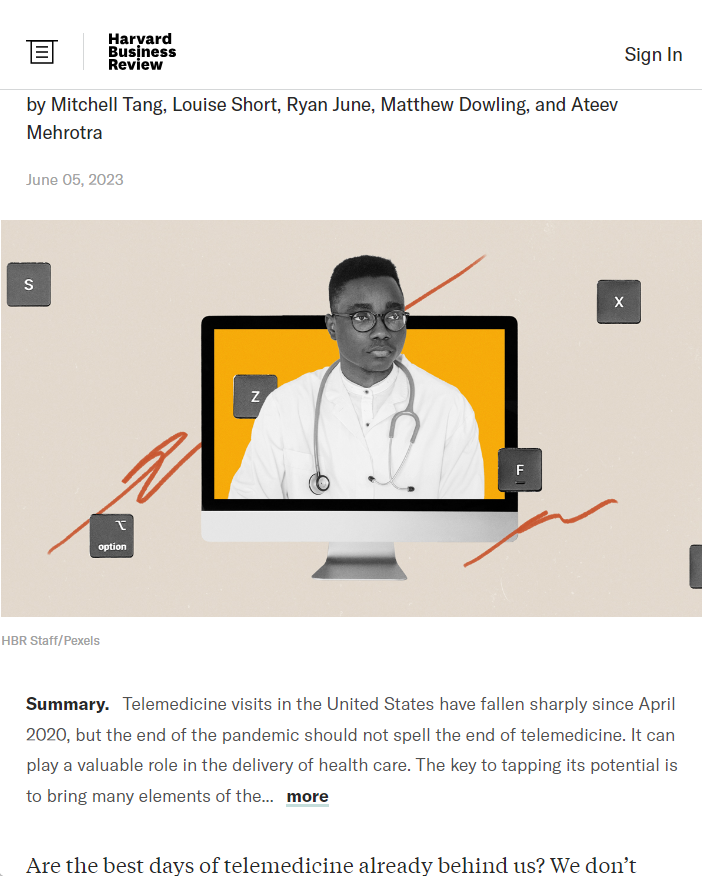 Harvard
Business
Review
Sign In
by Mitchell Tang, Louise Short, Ryan June, Matthew Dowling, and Ateev
Mehrotra
June 05, 2023
S
X
Z
F
⌥
option
HBR Staff/Pexels
Summary. Telemedicine visits in the United States have fallen sharply since April
2020, but the end of the pandemic should not spell the end of telemedicine. It can
play a valuable role in the delivery of health care. The key to tapping its potential is
to bring many elements of the... more
Are the best days of telemedicine already behind us? We don’t